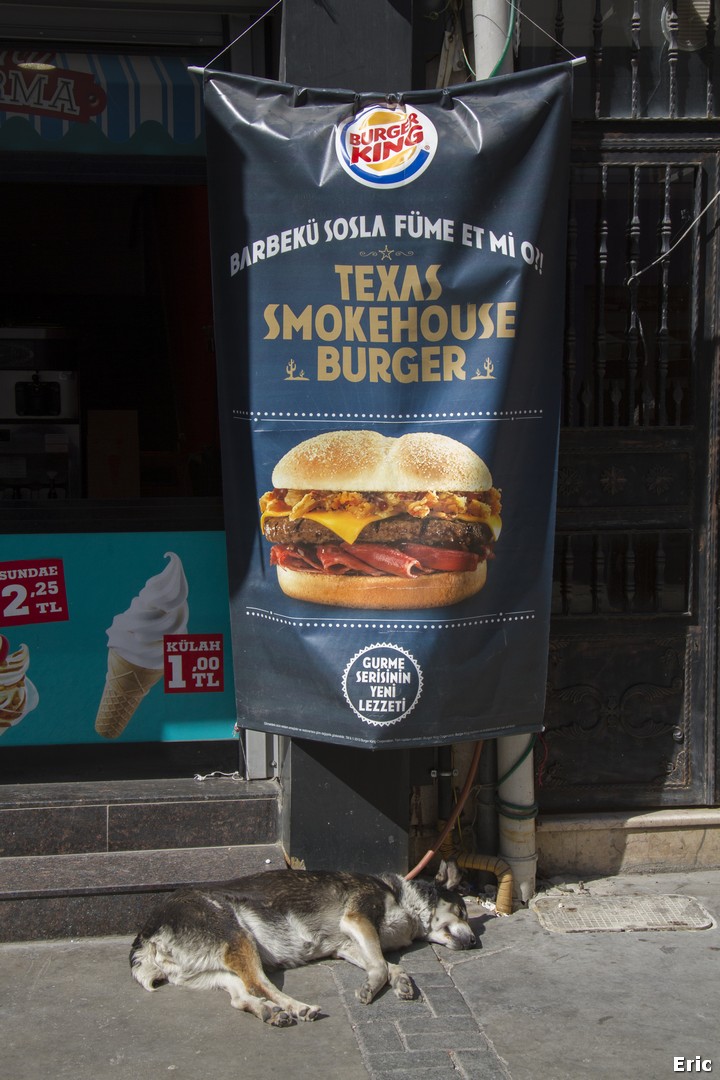 RMA
BURGER
KING
BARBEKÜ SOSLA FÜME ET Mİ O?!
TEXAS
SMOKEHOUSE
BURGER
SUNDAE
2,25
TL
KÜLAH
1,00
TL
GURME
SERİSİNİN
YENİ
LEZZETİ
Eric